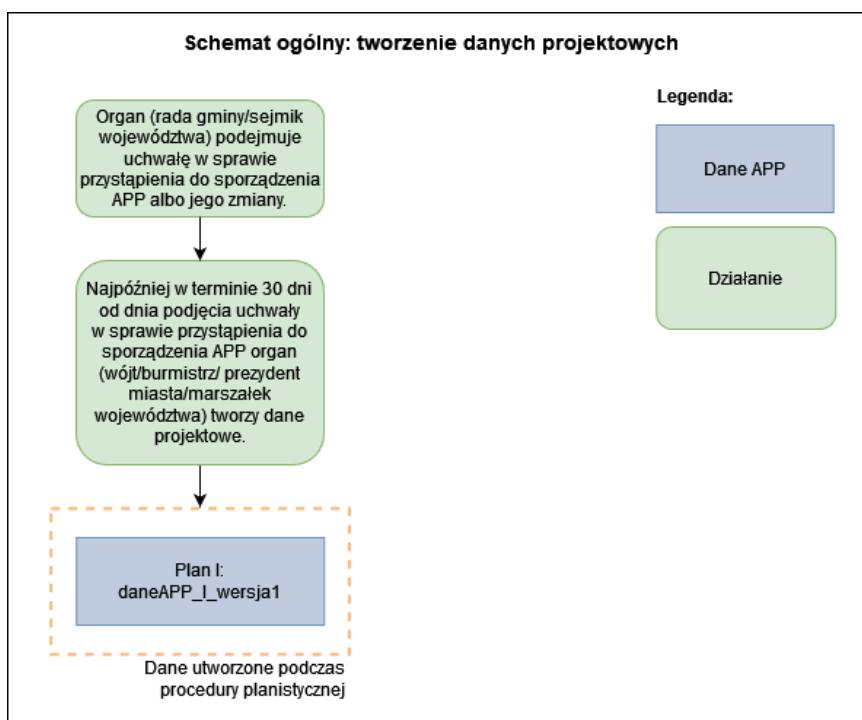 Schemat ogólny: tworzenie danych projektowych
Organ (rada gminy/sejmik
województwa) podejmuje
uchwałę w sprawie
przystąpienia do sporządzenia
APP albo jego zmiany.
Najpóźniej w terminie 30 dni
od dnia podjęcia uchwały
w sprawie przystąpienia do
sporządzenia APP organ
(wójt/burmistrz/ prezydent
miasta/marszałek
województwa) tworzy dane
projektowe.
Plan I:
daneAPP_I_wersja1
Dane utworzone podczas
procedury planistycznej
Legenda:
Dane APP
Działanie